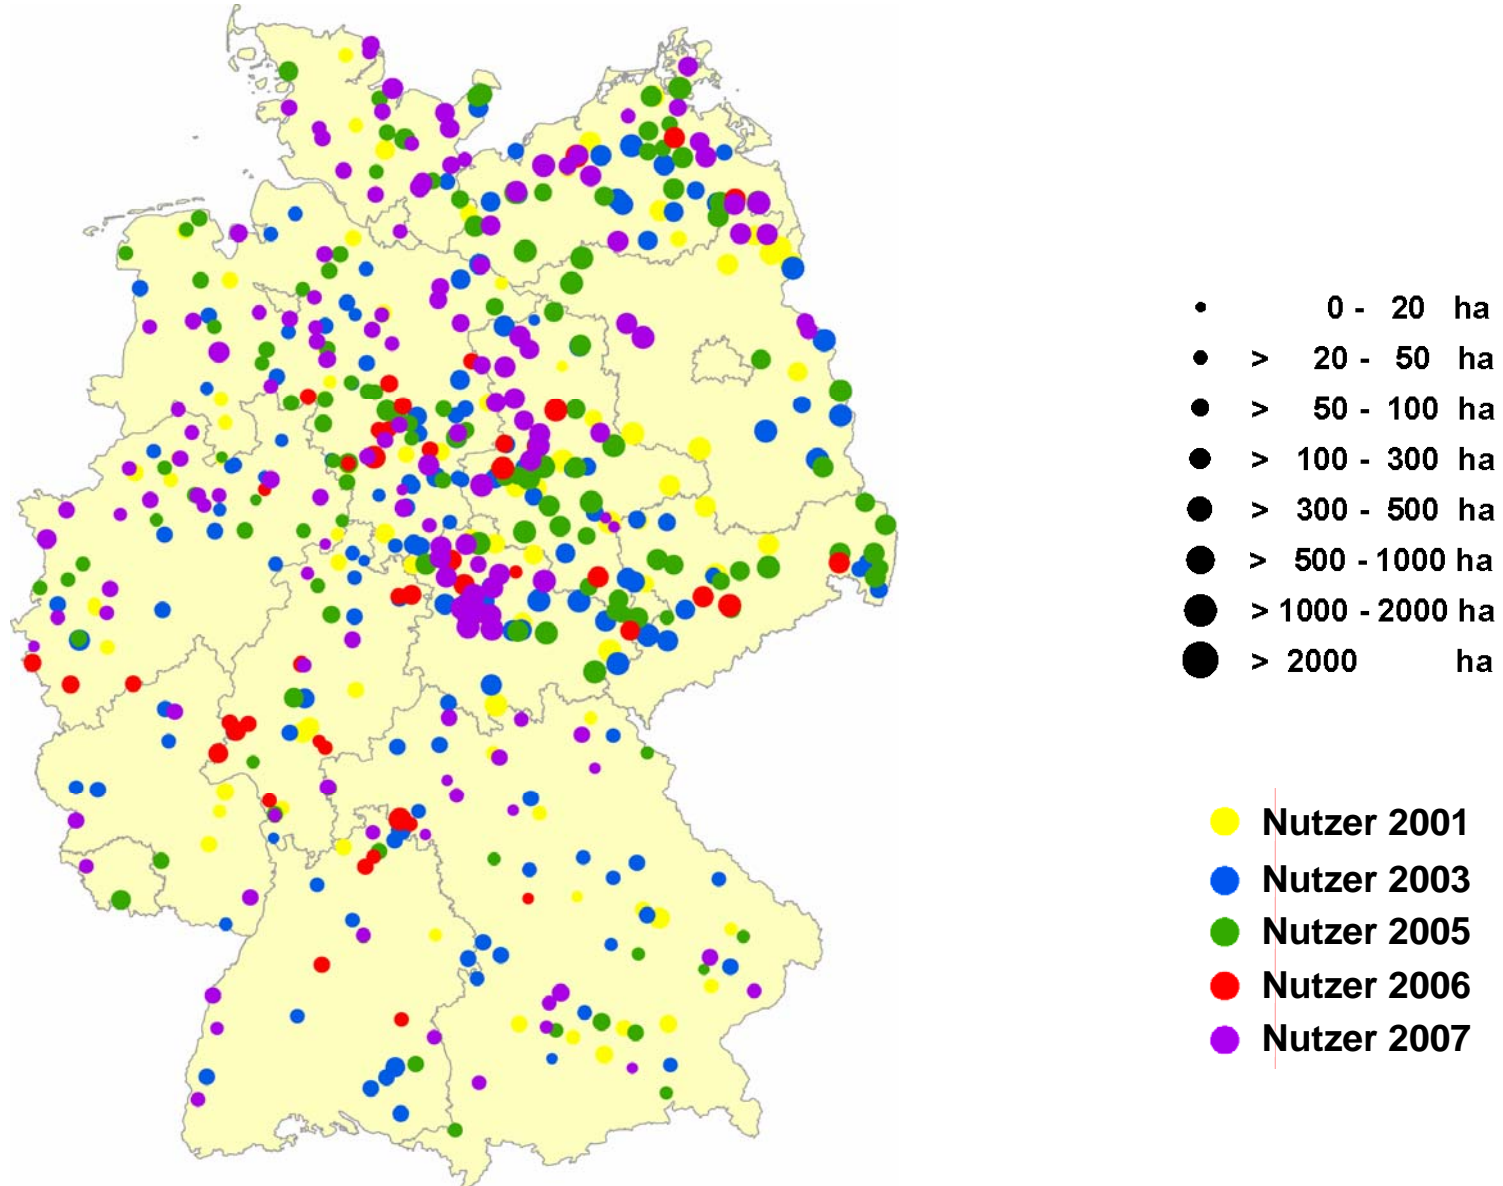 0 - 20 ha
> 20 - 50 ha
> 50 - 100 ha
> 100 - 300 ha
> 300 - 500 ha
> 500 - 1000 ha
> 1000 - 2000 ha
> 2000 ha
Nutzer 2001
Nutzer 2003
Nutzer 2005
Nutzer 2006
Nutzer 2007